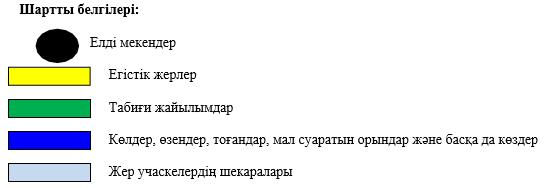 Шартты белгілері:
Елді мекендер
Егістік жерлер
Табиғи жайылымдар
Көлдер, өзендер, тоғандар, мал суаратын орындар және басқа да көздер
Жер учаскелердің шекаралары